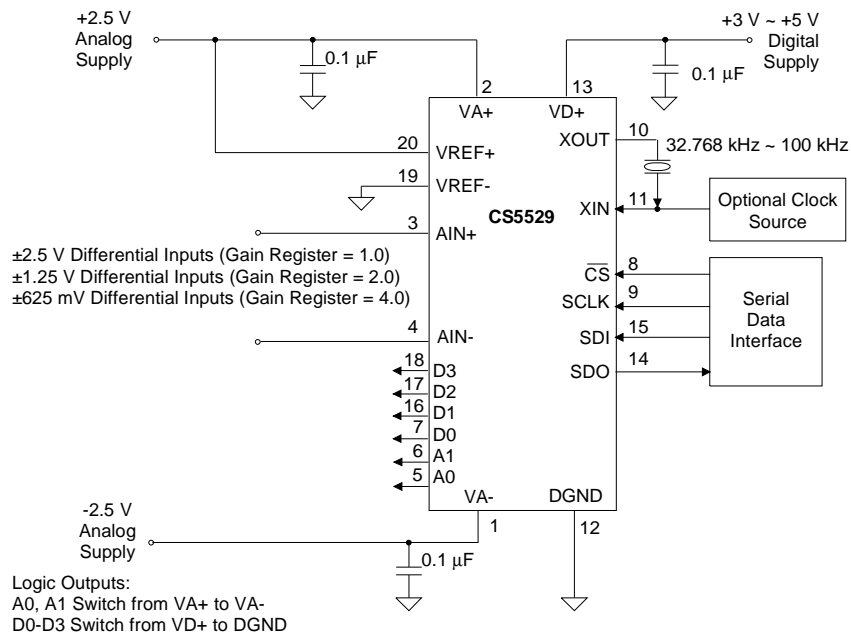 +2.5 V
Analog
Supply
0.1 µF
+3 V ~ +5 V
Digital
Supply
0.1 µF
2
13
VA+
VD+
XOUT
10
32.768 kHz ~ 100 kHz
20
VREF+
19
VREF-
CS5529
XIN
11
Optional Clock
Source
3
AIN+
±2.5 V Differential Inputs (Gain Register = 1.0)
±1.25 V Differential Inputs (Gain Register = 2.0)
±625 mV Differential Inputs (Gain Register = 4.0)
CS
8
SCLK
9
SDI
15
SDO
14
Serial
Data
Interface
4
AIN-
18
D3
17
D2
16
D1
7
D0
6
A1
5
A0
VA-
DGND
1
12
-2.5 V
Analog
Supply
0.1 µF
Logic Outputs:
A0, A1 Switch from VA+ to VA-
D0-D3 Switch from VD+ to DGND